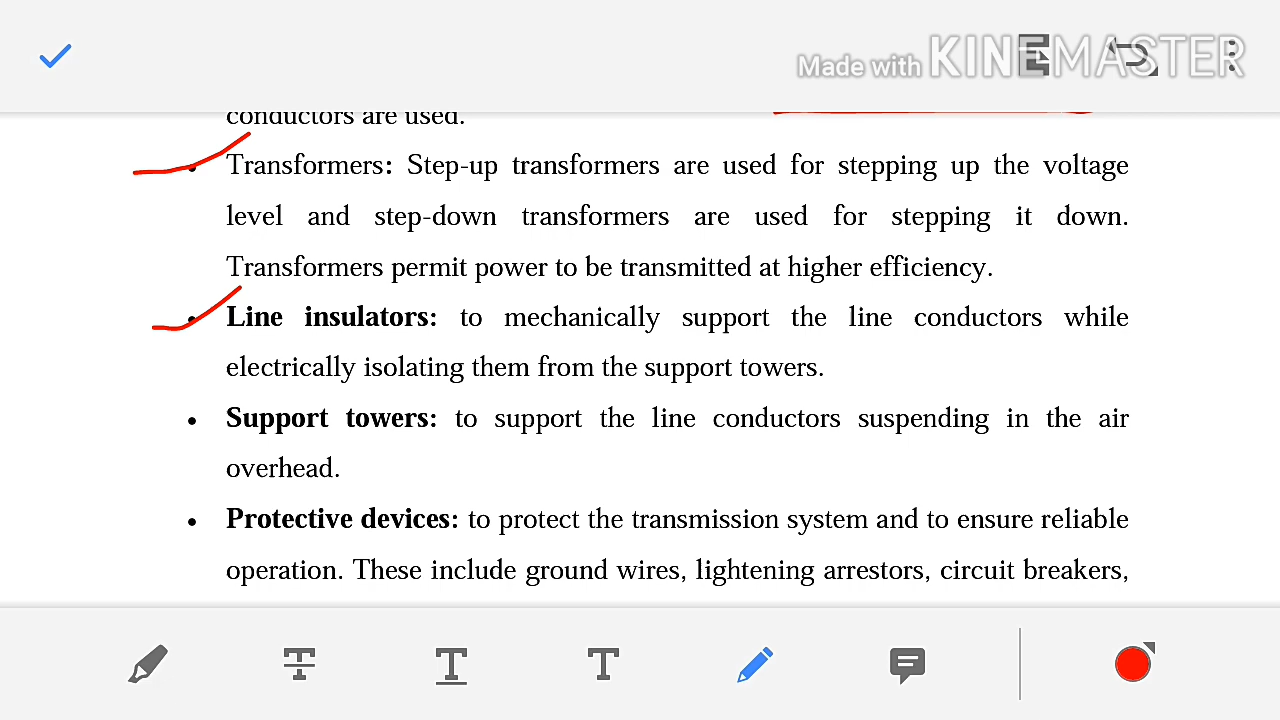 Made with KINEMASTER
conductors are used.
• Transformers: Step-up transformers are used for stepping up the voltage
level and step-down transformers are used for stepping it down.
Transformers permit power to be transmitted at higher efficiency.
• Line insulators: to mechanically support the line conductors while
electrically isolating them from the support towers.
• Support towers: to support the line conductors suspending in the air
overhead.
• Protective devices: to protect the transmission system and to ensure reliable
operation. These include ground wires, lightening arrestors, circuit breakers,
T T T